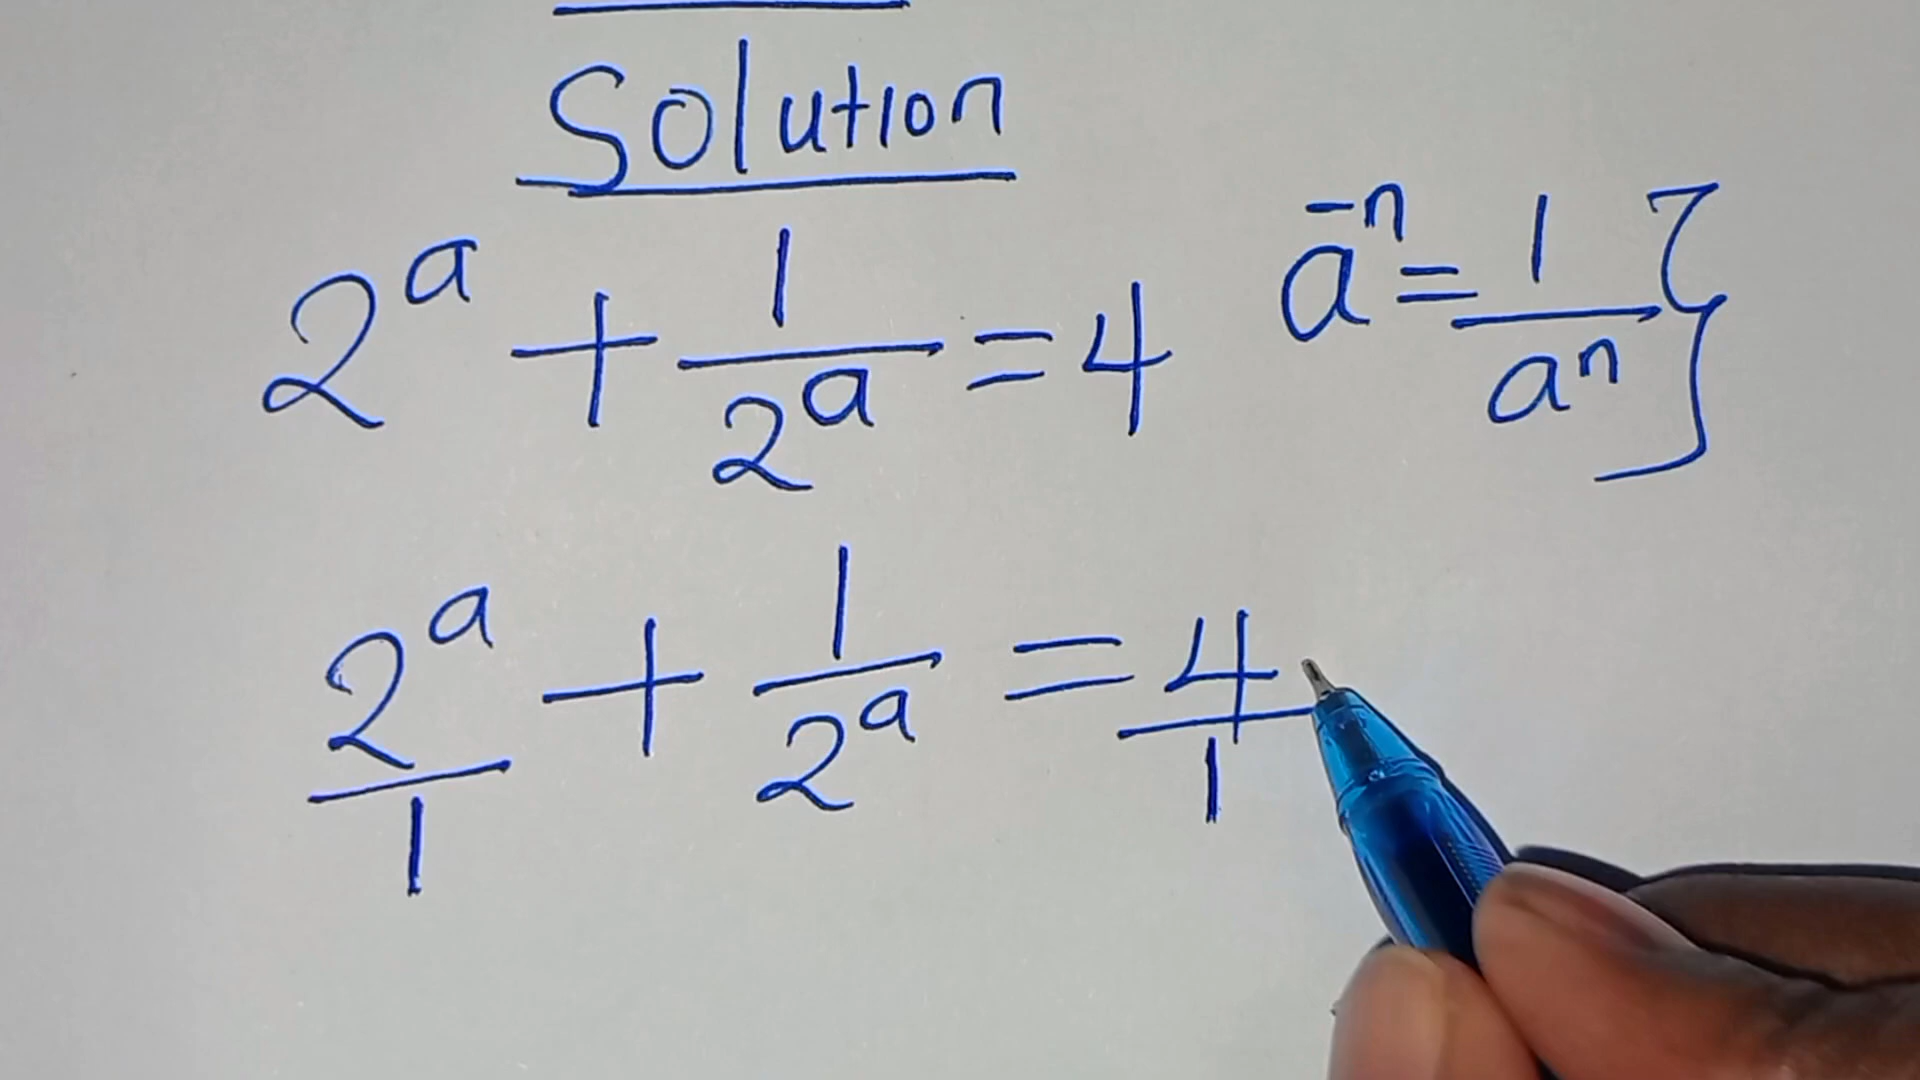 Solution
2^a + 1/2^a = 4
a^-n = 1/a^n }
2^a/1 + 1/2^a = 4/1